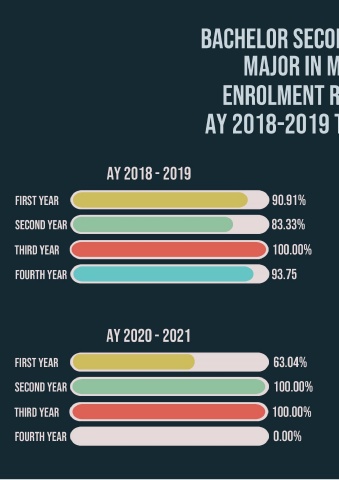 BACHELOR
MAJOR IN
ENROLMENT
AY 2018-2019
AY 2018 - 2019
FIRST YEAR 90.91%
SECOND YEAR 83.33%
THIRD YEAR 100.00%
FOURTH YEAR 93.75
AY 2020 - 2021
FIRST YEAR 63.04%
SECOND YEAR 100.00%
THIRD YEAR 100.00%
FOURTH YEAR 0.00%